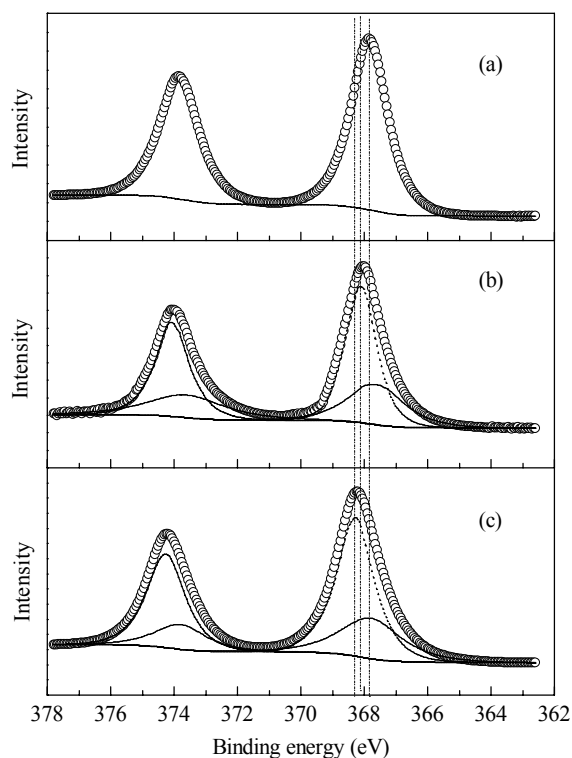 (a)
Intensity
(b)
Intensity
(c)
Intensity
378 376 374 372 370 368 366 364 362
Binding energy (eV)